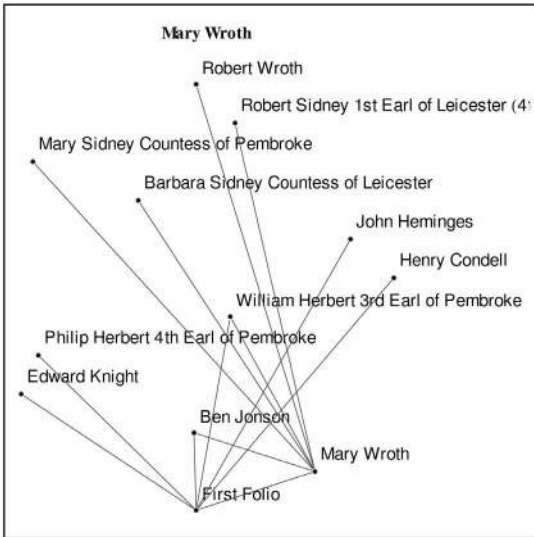 Mary Wroth
Robert Wroth
Robert Sidney 1st Earl of Leicester
Mary Sidney Countess of Pembroke
Barbara Sidney Countess of Leicester
John Heminges
Henry Condell
William Herbert 3rd Earl of Pembroke
Philip Herbert 4th Earl of Pembroke
Edward Knight
Ben Jonson
Mary Wroth
First Folio